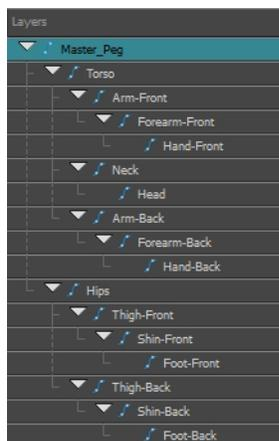 Layers
Master_Peg
Torso
Arm-Front
Forearm-Front
Hand-Front
Neck
Head
Arm-Back
Forearm-Back
Hand-Back
Hips
Thigh-Front
Shin-Front
Foot-Front
Thigh-Back
Shin-Back
Foot-Back